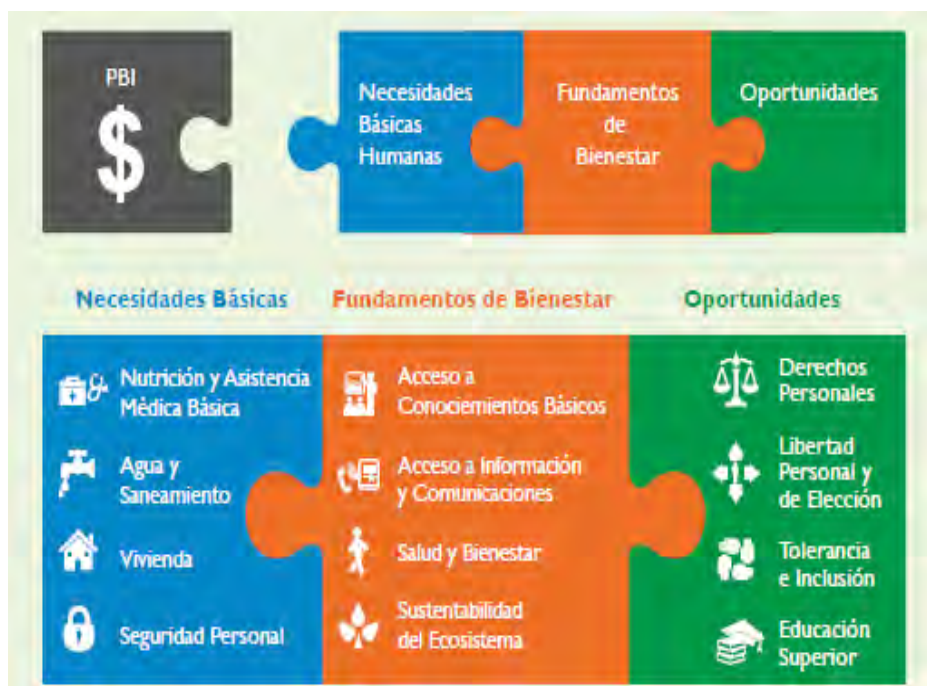 PBI
$
Necesidades
Básicas
Humanas
Fundamentos
de
Bienestar
Oportunidades
Necesidades Básicas
Fundamentos de Bienestar
Oportunidades
Nutrición y Asistencia
Médica Básica
Agua y
Saneamiento
Vivienda
Seguridad Personal
Acceso a
Conociemientos Básicos
Acceso a Información
y Comunicaciones
Salud y Bienestar
Sustentabilidad
del Ecosistema
Derechos
Personales
Libertad
Personal y
de Elección
Tolerancia
e Inclusión
Educación
Superior